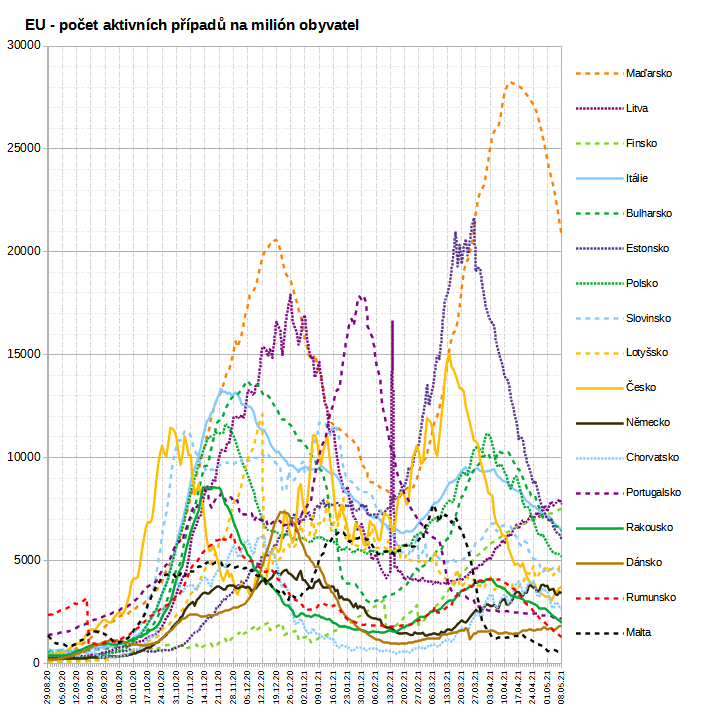 EU - počet aktivních případů na milión obyvatel
30000
25000
20000
15000
10000
5000
0
29.08.20
05.09.20
12.09.20
19.09.20
26.09.20
03.10.20
10.10.20
17.10.20
24.10.20
31.10.20
07.11.20
14.11.20
21.11.20
28.11.20
05.12.20
12.12.20
19.12.20
26.12.20
02.01.21
09.01.21
16.01.21
23.01.21
30.01.21
06.02.21
13.02.21
20.02.21
27.02.21
06.03.21
13.03.21
20.03.21
27.03.21
03.04.21
10.04.21
17.04.21
24.04.21
01.05.21
08.05.21
Maďarsko
Litva
Finsko
Itálie
Bulharsko
Estonsko
Polsko
Slovinsko
Lotyšsko
Česko
Německo
Chorvatsko
Portugalsko
Rakousko
Dánsko
Rumunsko
Malta